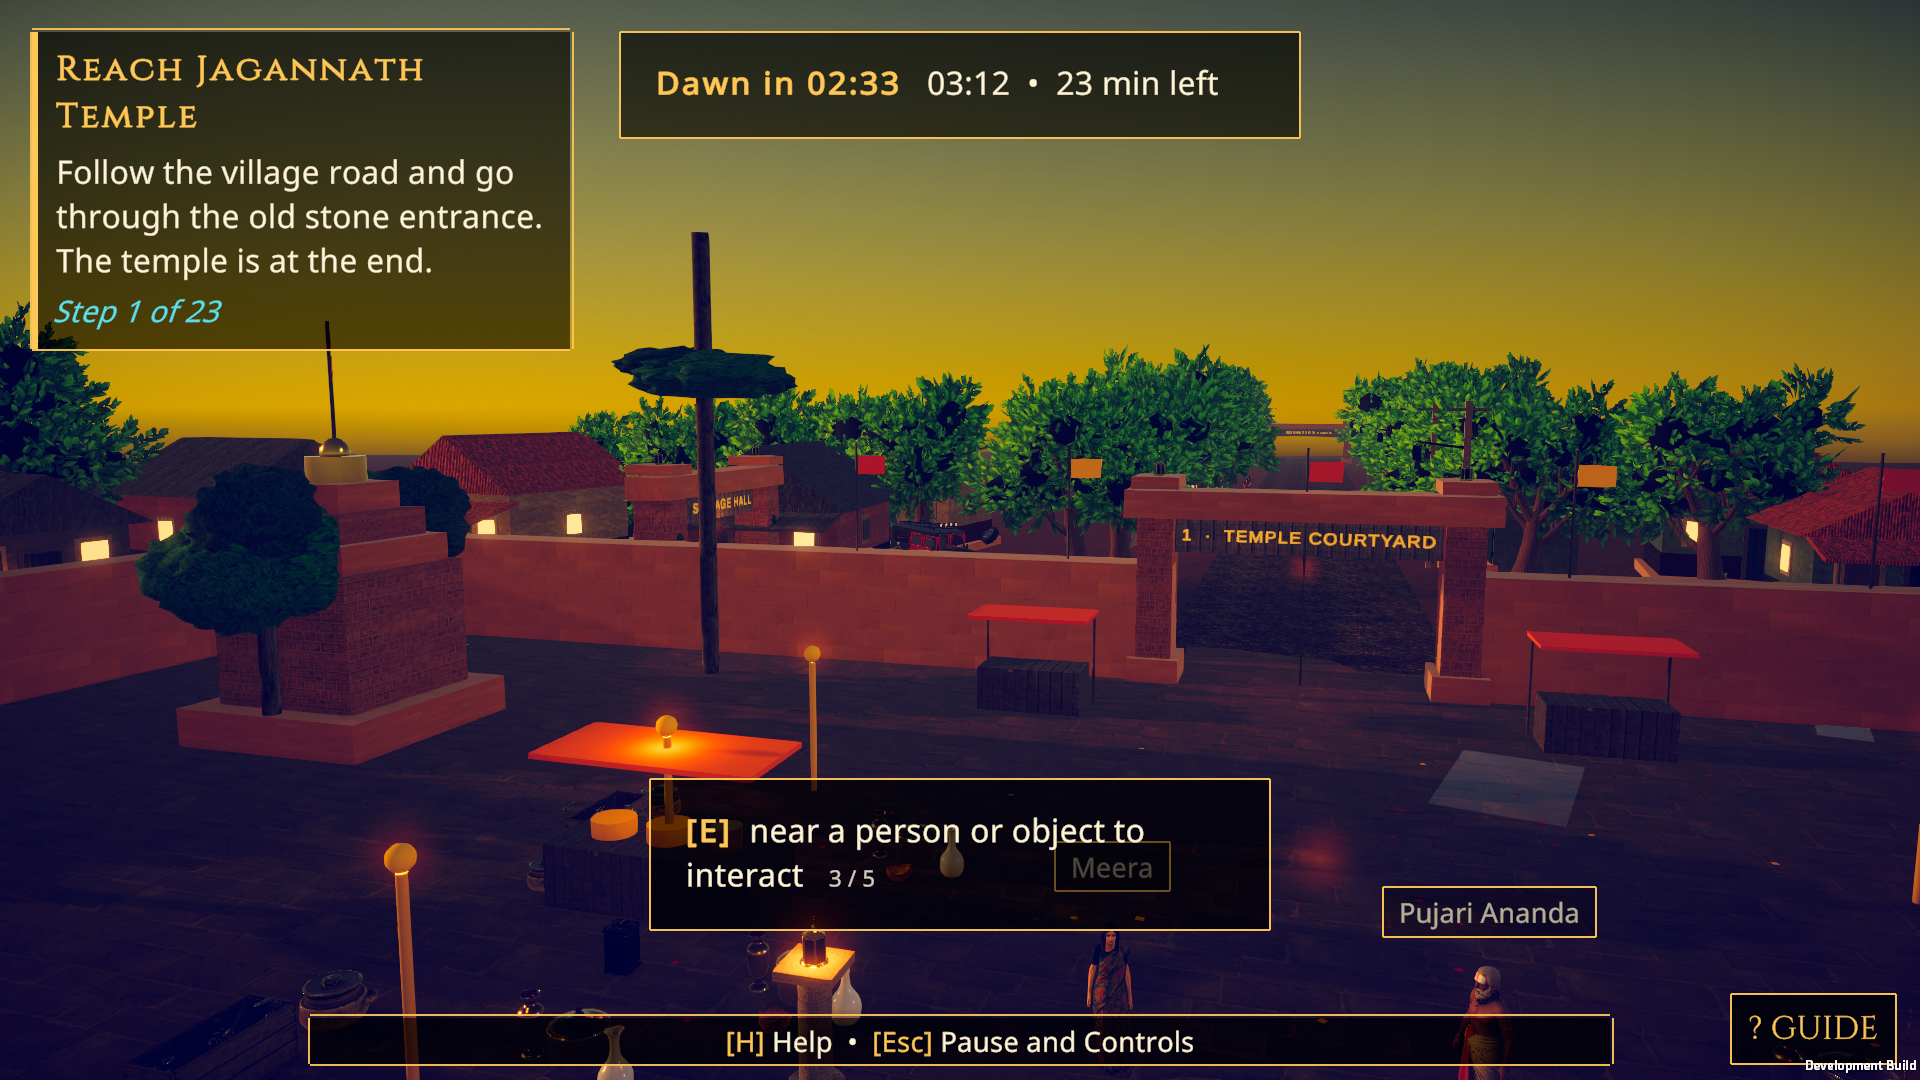 REACH JAGANNATH
TEMPLE
Follow the village road and go
through the old stone entrance.
The temple is at the end.
Step 1 of 23
Dawn in 02:33 03:12 • 23 min left
HALL
1 · TEMPLE COURTYARD
[E] near a person or object to
interact 3 / 5
Meera
Pujari Ananda
[H] Help • [Esc] Pause and Controls
? GUIDE
Development Build